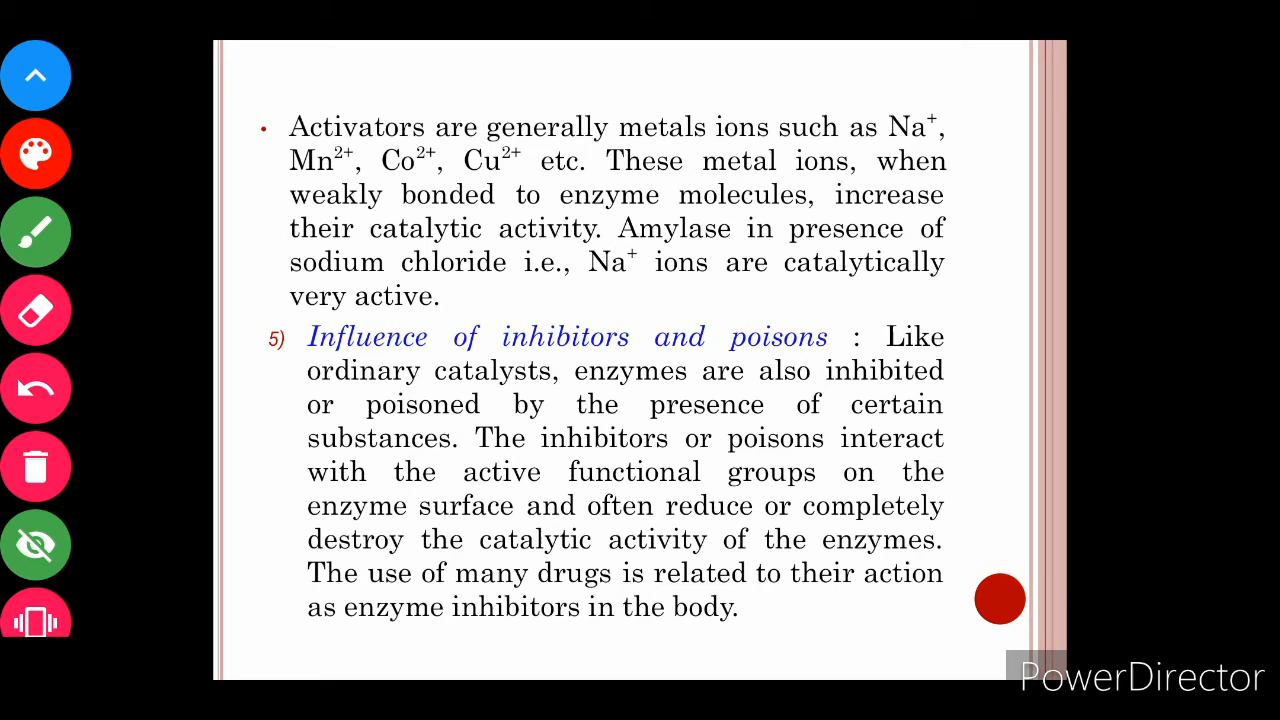 • Activators are generally metals ions such as Na⁺,
Mn²⁺, Co²⁺, Cu²⁺ etc. These metal ions, when
weakly bonded to enzyme molecules, increase
their catalytic activity. Amylase in presence of
sodium chloride i.e., Na⁺ ions are catalytically
very active.
5) Influence of inhibitors and poisons : Like
ordinary catalysts, enzymes are also inhibited
or poisoned by the presence of certain
substances. The inhibitors or poisons interact
with the active functional groups on the
enzyme surface and often reduce or completely
destroy the catalytic activity of the enzymes.
The use of many drugs is related to their action
as enzyme inhibitors in the body.
PowerDirector